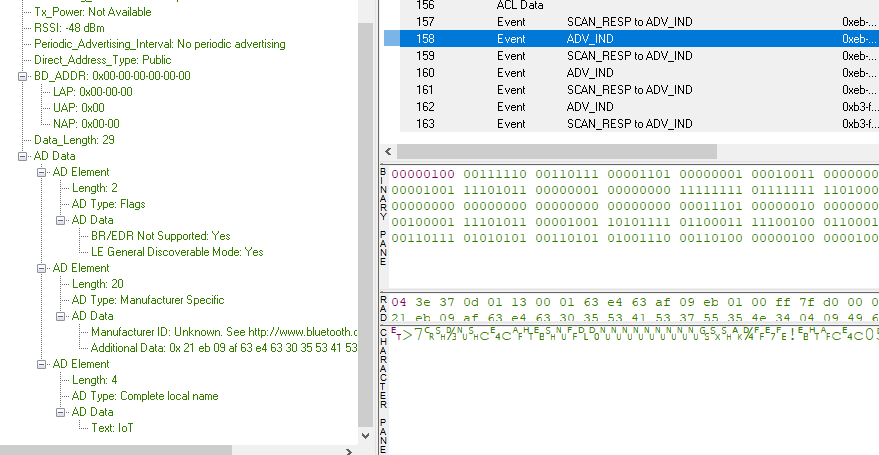 Tx_Power: Not Available
RSSI: -48 dBm
Periodic_Advertising_Interval: No periodic advertising
Direct_Address_Type: Public
BD_ADDR: 0x00-00-00-00-00-00
LAP: 0x00-00-00
UAP: 0x00
NAP: 0x00-00
Data_Length: 29
AD Data
AD Element
Length: 2
AD Type: Flags
AD Data
BR/EDR Not Supported: Yes
LE General Discoverable Mode: Yes
AD Element
Length: 20
AD Type: Manufacturer Specific
AD Data
Manufacturer ID: Unknown. See http://www.bluetooth.c
Additional Data: 0x 21 eb 09 af 63 e4 63 30 35 53 41 53
AD Element
Length: 4
AD Type: Complete local name
AD Data
Text: IoT
156 ACL Data
157 Event SCAN_RESP to ADV_IND 0xeb-...
158 Event ADV_IND 0xeb-...
159 Event SCAN_RESP to ADV_IND 0xeb-...
160 Event ADV_IND 0xeb-...
161 Event SCAN_RESP to ADV_IND 0xeb-...
162 Event ADV_IND 0xb3-f...
163 Event SCAN_RESP to ADV_IND 0xb3-f...
BINARY PANE
00000100 00111110 00110111 00001101 00000001 00010011 0000000
00001001 11101011 00000001 00000000 11111111 01111111 1101000
00000000 00000000 00000000 00000000 00011101 00000010 0000000
00100001 11101011 00001001 10101111 01100011 11100100 0110001
00110111 01010101 00110101 01001110 00110100 00000100 0000100
RAD
04 3e 37 0d 01 13 00 01 63 e4 63 af 09 eb 01 00 ff 7f d0 00 0
21 eb 09 af 63 e4 63 30 35 53 41 53 37 55 35 4e 34 04 09 49 6
CHARACTER PANE